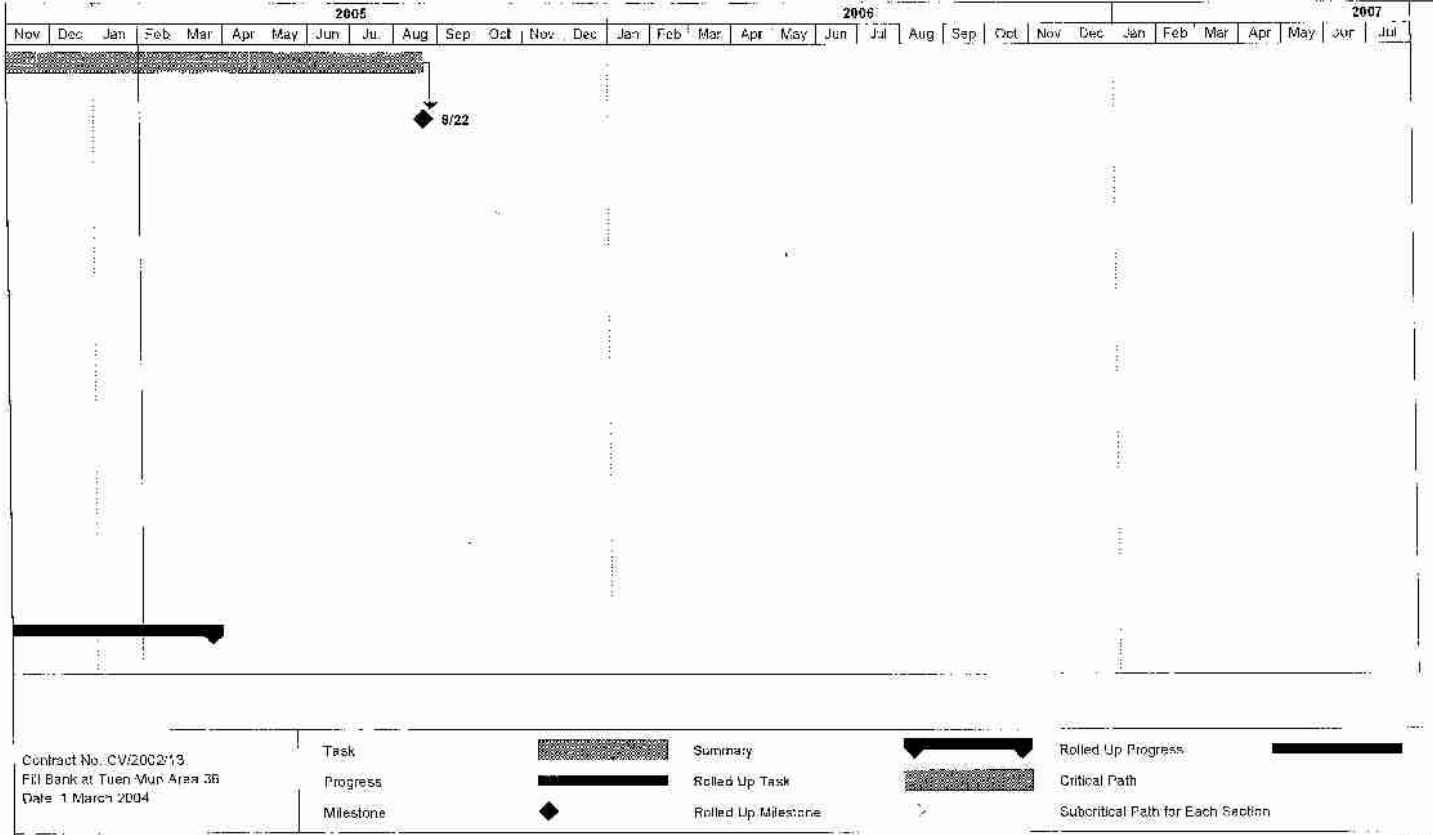 2005 2006 2007
Nov Dec Jan Feb Mar Apr May Jun Jul Aug Sep Oct Nov Dec Jan Feb Mar Apr May Jun Jul Aug Sep Oct Nov Dec Jan Feb Mar Apr May Jun Jul
8/22
Contract No. CV/2002/13
Fill Bank at Tuen Mun Area 38
Date 1 March 2004
Task
Progress
Milestone
Summary
Rolled Up Task
Rolled Up Milestone
Rolled Up Progress
Critical Path
Subcritical Path for Each Section